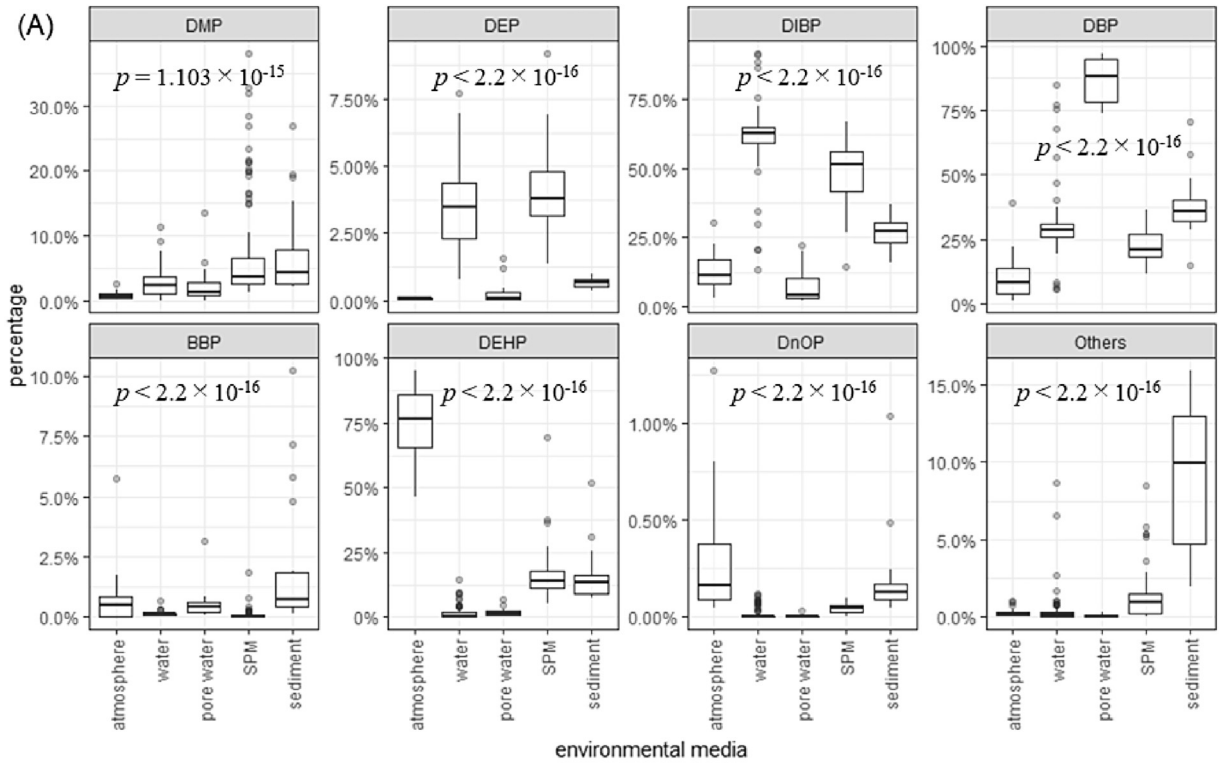 (A)
DMP
DEP
DIBP
DBP
p = 1.103 × 10-15
p < 2.2 × 10-16
p < 2.2 × 10-16
p < 2.2 × 10-16
30.0%
20.0%
10.0%
0.0%
7.50%
5.00%
2.50%
0.00%
75.0%
50.0%
25.0%
0.0%
100%
75%
50%
25%
0%
percentage
BBP
DEHP
DnOP
Others
p < 2.2 × 10-16
p < 2.2 × 10-16
p < 2.2 × 10-16
p < 2.2 × 10-16
10.0%
7.5%
5.0%
2.5%
0.0%
100%
75%
50%
25%
0%
1.00%
0.50%
0.00%
15.0%
10.0%
5.0%
0.0%
atmosphere
water
pore water
SPM
sediment
atmosphere
water
pore water
SPM
sediment
atmosphere
water
pore water
SPM
sediment
atmosphere
water
pore water
SPM
sediment
environmental media